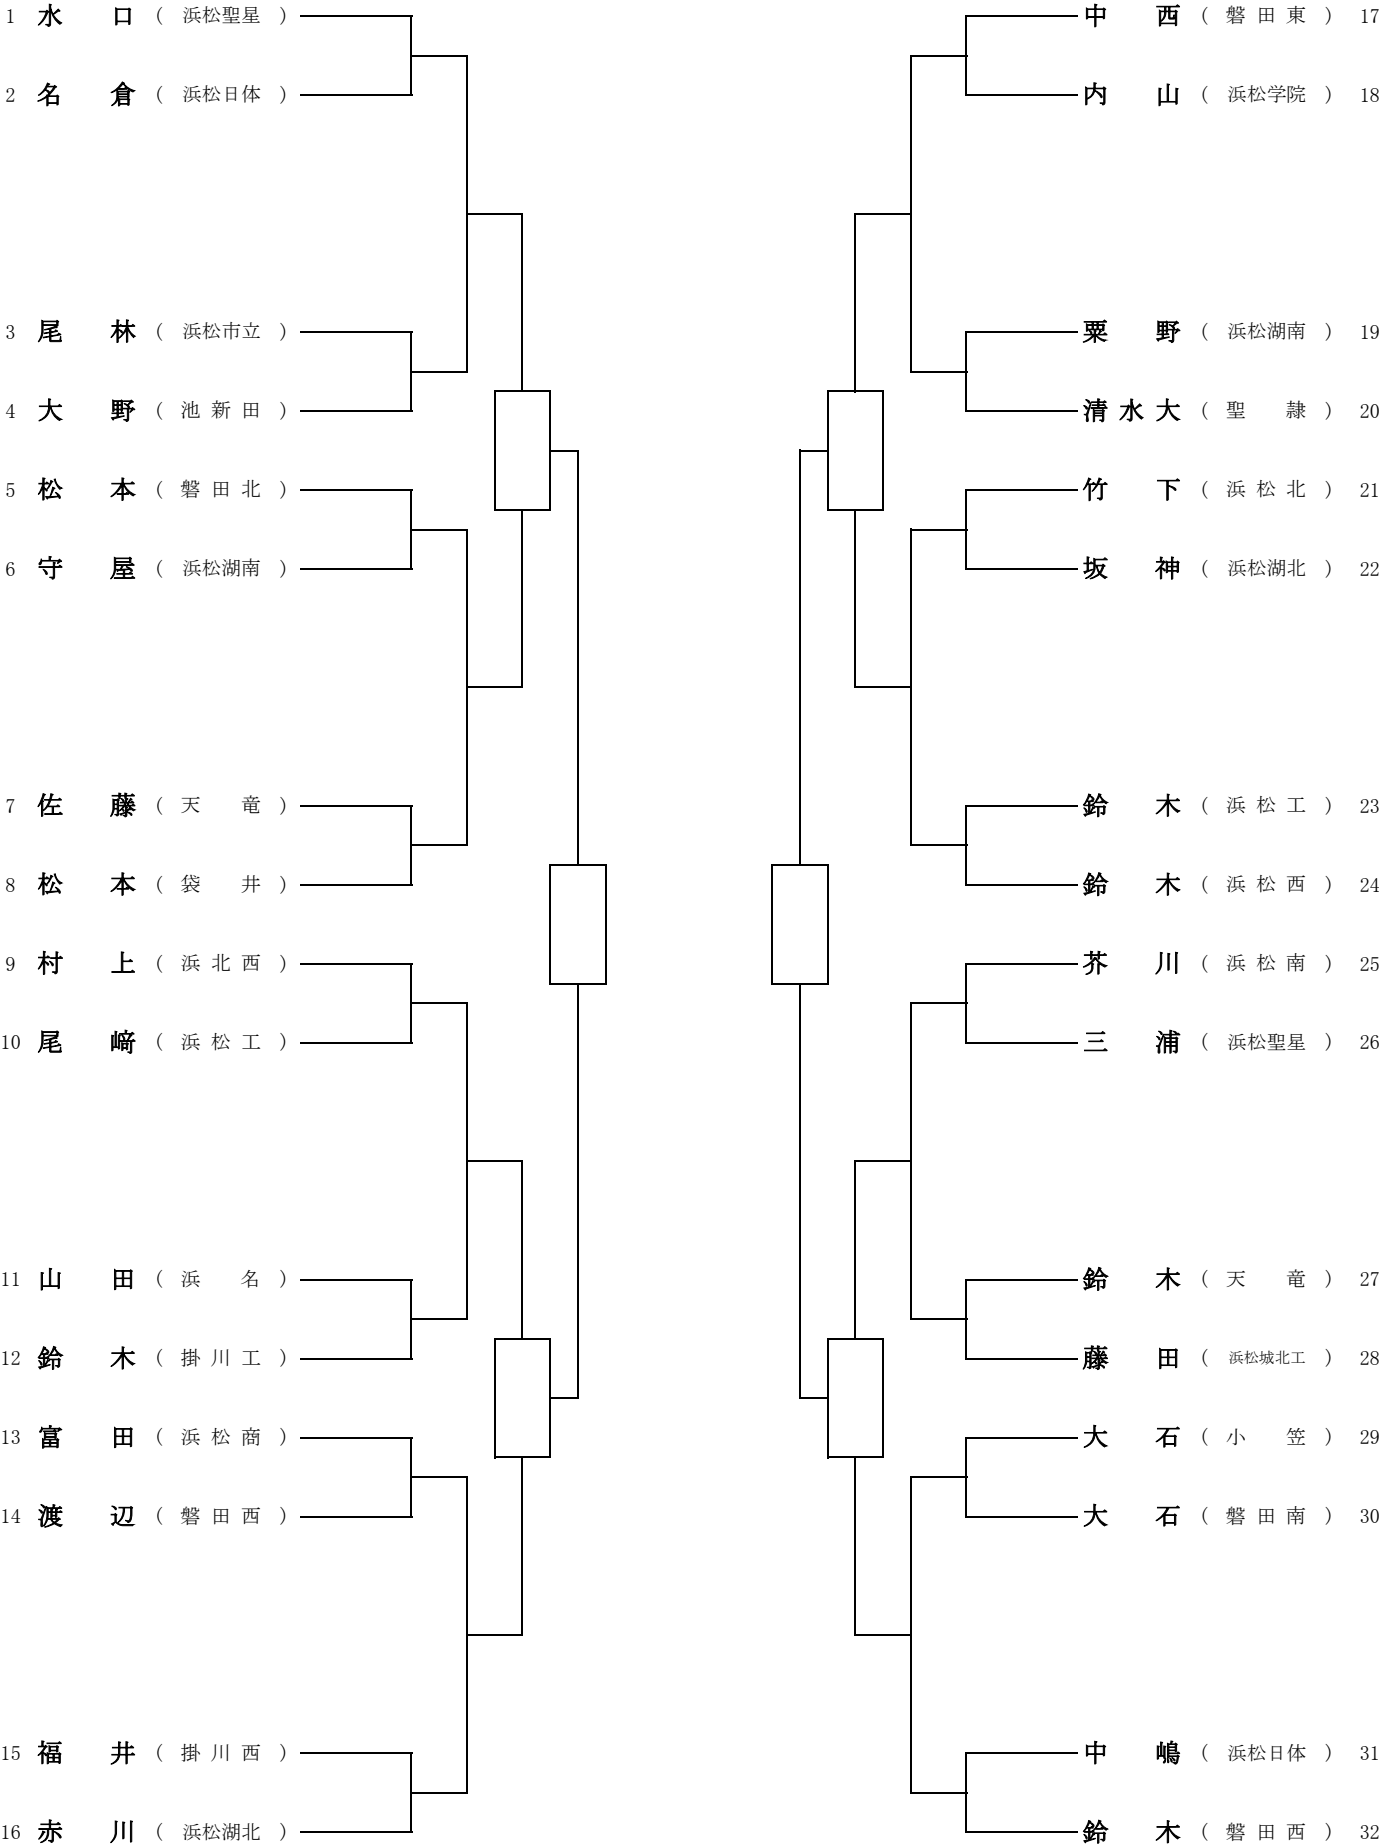 1 水 口 ( 浜松聖星 )
2 名 倉 ( 浜松日体 )
3 尾 林 ( 浜松市立 )
4 大 野 ( 池 新 田 )
5 松 本 ( 磐 田 北 )
6 守 屋 ( 浜松湖南 )
7 佐 藤 ( 天 竜 )
8 松 本 ( 袋 井 )
9 村 上 ( 浜 北 西 )
10 尾 﨑 ( 浜 松 工 )
11 山 田 ( 浜 名 )
12 鈴 木 ( 掛 川 工 )
13 富 田 ( 浜 松 商 )
14 渡 辺 ( 磐 田 西 )
15 福 井 ( 掛 川 西 )
16 赤 川 ( 浜松湖北 )
中 西 ( 磐 田 東 ) 17
内 山 ( 浜松学院 ) 18
粟 野 ( 浜松湖南 ) 19
清 水 大 ( 聖 隷 ) 20
竹 下 ( 浜 松 北 ) 21
坂 神 ( 浜松湖北 ) 22
鈴 木 ( 浜 松 工 ) 23
鈴 木 ( 浜 松 西 ) 24
芥 川 ( 浜 松 南 ) 25
三 浦 ( 浜松聖星 ) 26
鈴 木 ( 天 竜 ) 27
藤 田 ( 浜松城北工 ) 28
大 石 ( 小 笠 ) 29
大 石 ( 磐 田 南 ) 30
中 嶋 ( 浜松日体 ) 31
鈴 木 ( 磐 田 西 ) 32